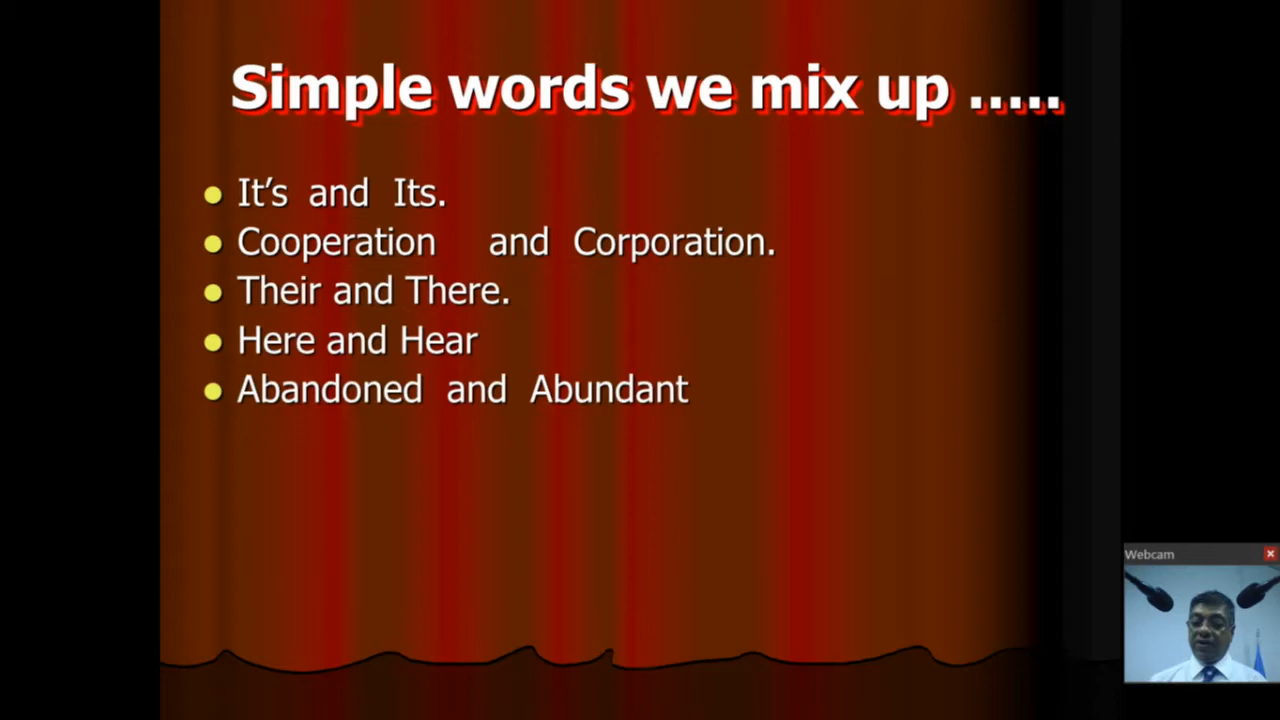 Simple words we mix up .....
It’s and Its.
Cooperation and Corporation.
Their and There.
Here and Hear
Abandoned and Abundant
Webcam